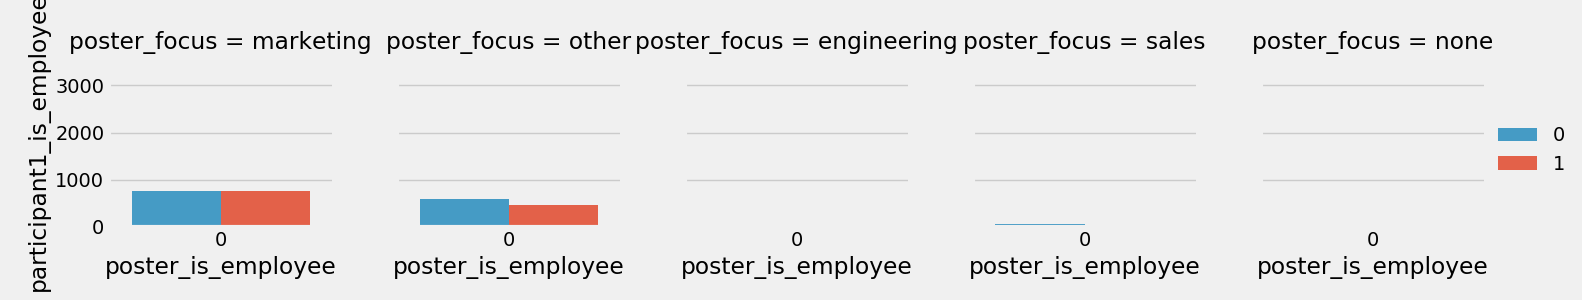 poster_focus = marketing
poster_focus = other
poster_focus = engineering
poster_focus = sales
poster_focus = none
participant1_is_employee
3000
2000
1000
0
0
0
0
0
0
poster_is_employee
poster_is_employee
poster_is_employee
poster_is_employee
poster_is_employee
0
1